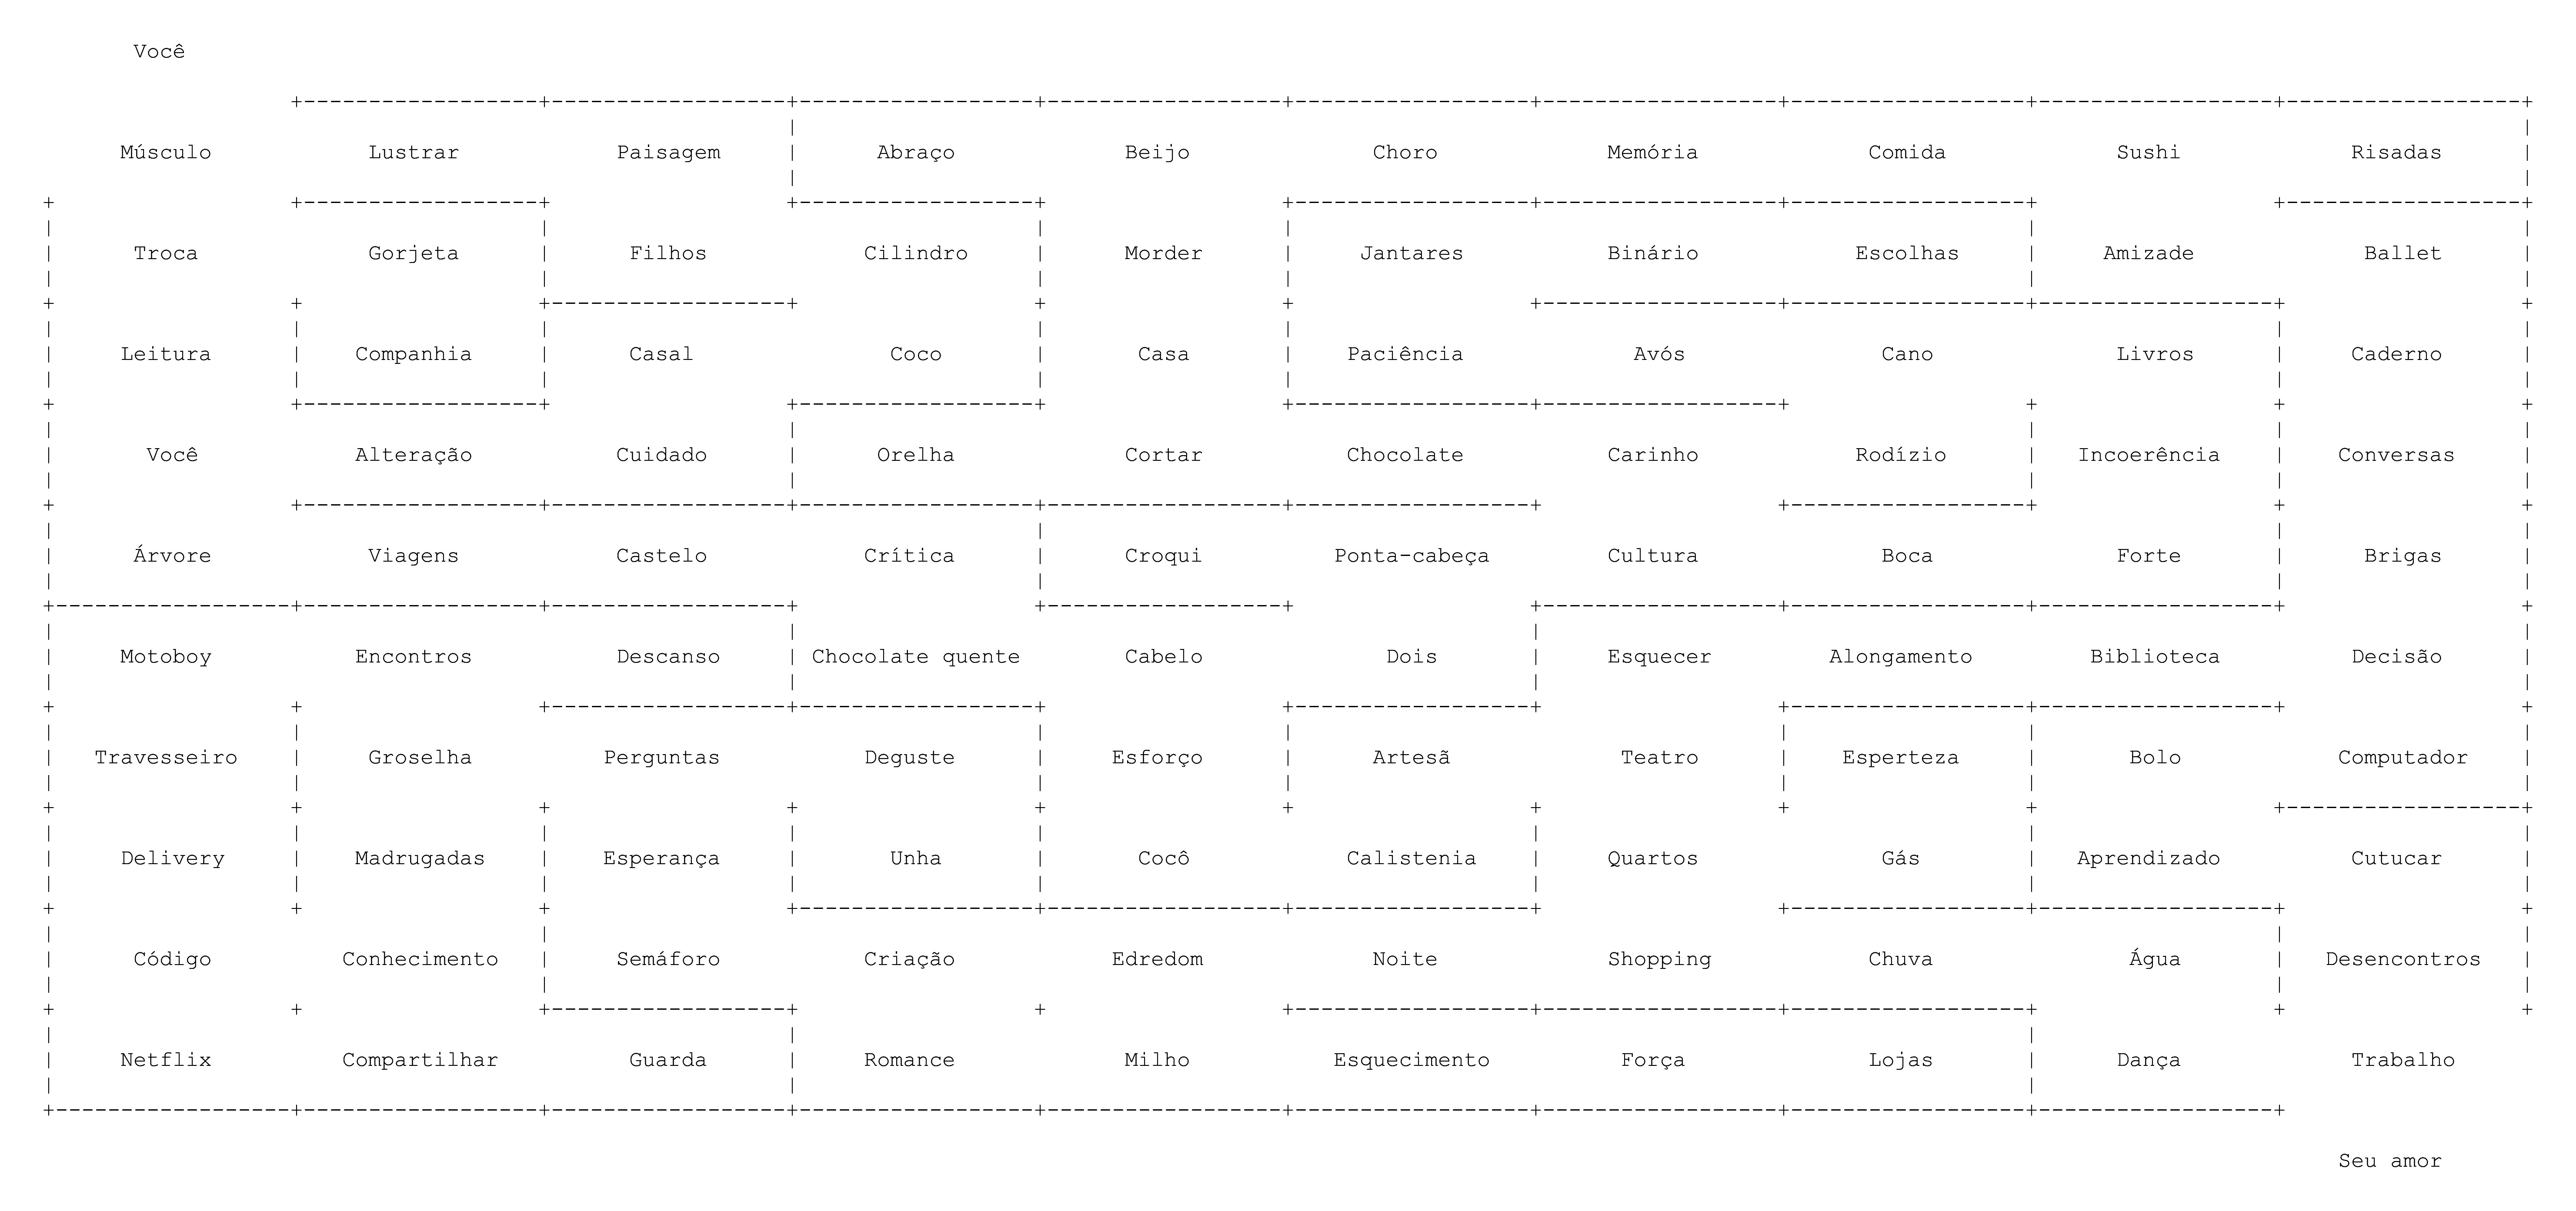 Você
Músculo Lustrar Paisagem Abraço Beijo Choro Memória Comida Sushi Risadas
Troca Gorjeta Filhos Cilindro Morder Jantares Binário Escolhas Amizade Ballet
Leitura Companhia Casal Coco Casa Paciência Avós Cano Livros Caderno
Você Alteração Cuidado Orelha Cortar Chocolate Carinho Rodízio Incoerência Conversas
Árvore Viagens Castelo Crítica Croqui Ponta-cabeça Cultura Boca Forte Brigas
Motoboy Encontros Descanso Chocolate quente Cabelo Dois Esquecer Alongamento Biblioteca Decisão
Travesseiro Groselha Perguntas Deguste Esforço Artesã Teatro Esperteza Bolo Computador
Delivery Madrugadas Esperança Unha Cocô Calistenia Quartos Gás Aprendizado Cutucar
Código Conhecimento Semáforo Criação Edredom Noite Shopping Chuva Água Desencontros
Netflix Compartilhar Guarda Romance Milho Esquecimento Força Lojas Dança Trabalho
Seu amor